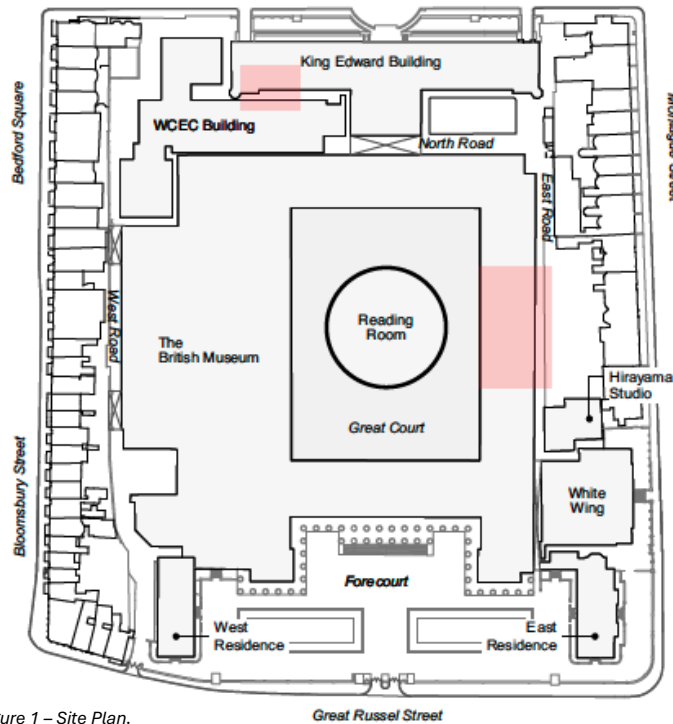 King Edward Building
WCEC Building
North Road
Bedford Square
East Road
West Road
The
British Museum
Reading
Room
Great Court
Hirayama
Studio
Bloomsbury Street
White
Wing
Forecourt
West
Residence
East
Residence
Great Russel Street
ure 1 – Site Plan.